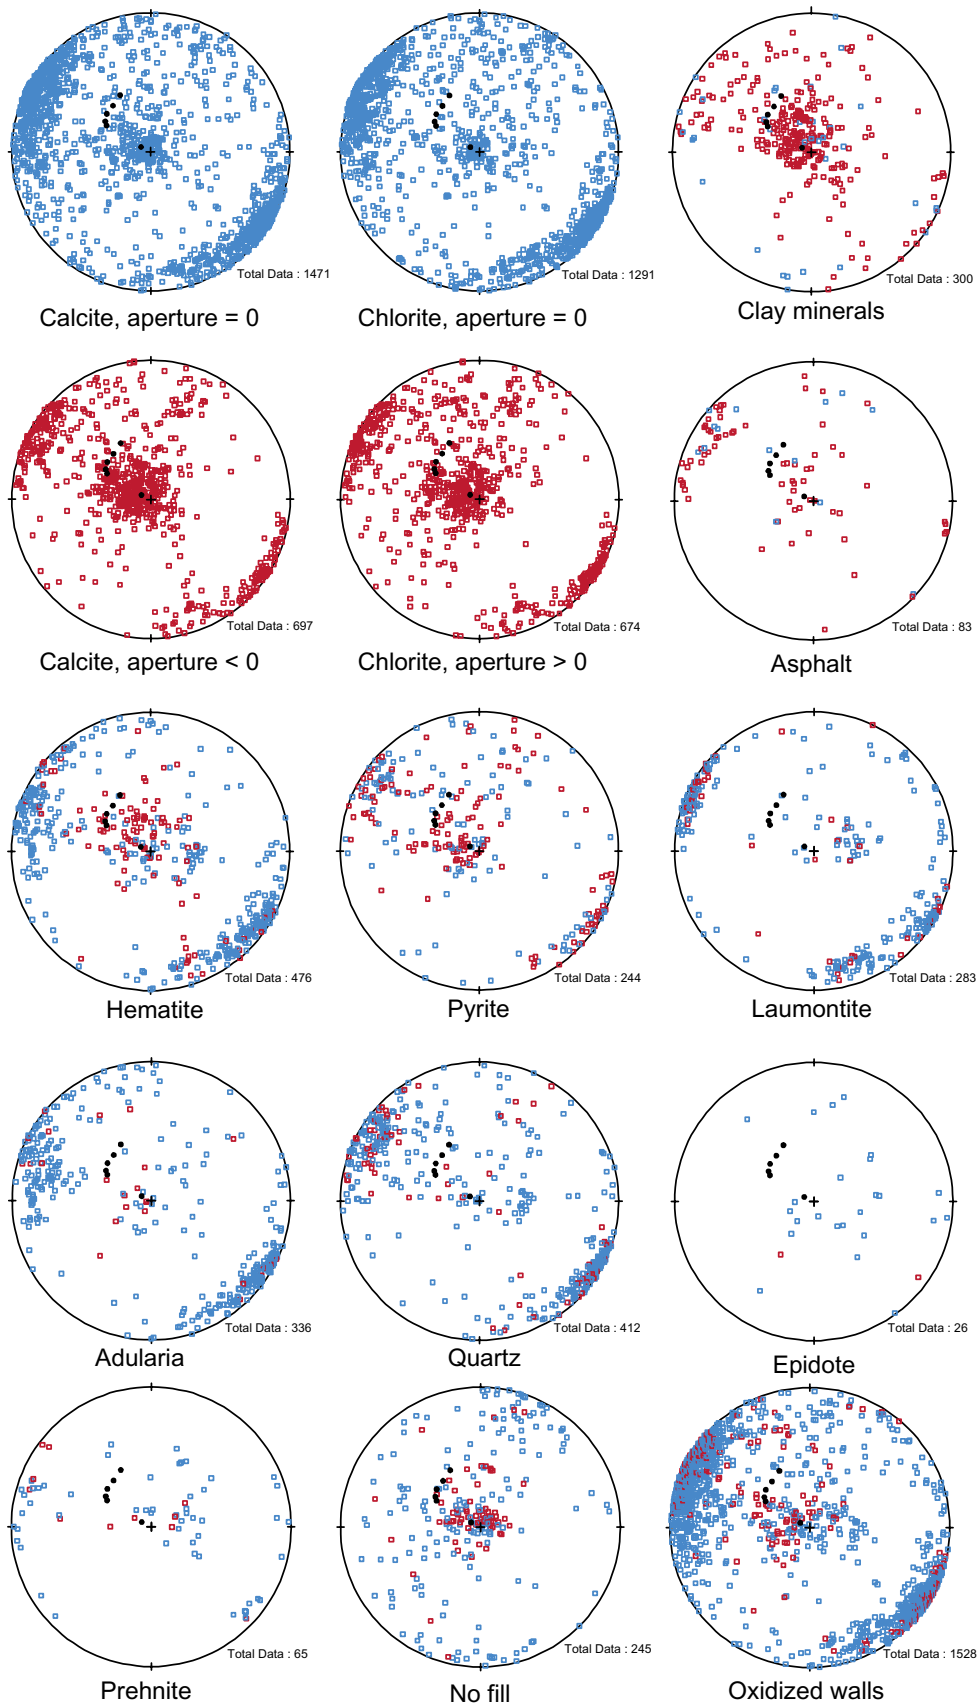 Total Data : 1471
Total Data : 1291
Total Data : 300
Calcite, aperture = 0
Chlorite, aperture = 0
Clay minerals
Total Data : 697
Total Data : 674
Total Data : 83
Calcite, aperture < 0
Chlorite, aperture > 0
Asphalt
Total Data : 476
Total Data : 244
Total Data : 283
Hematite
Pyrite
Laumontite
Total Data : 336
Total Data : 412
Total Data : 26
Adularia
Quartz
Epidote
Total Data : 65
Total Data : 245
Total Data : 1528
Prehnite
No fill
Oxidized walls